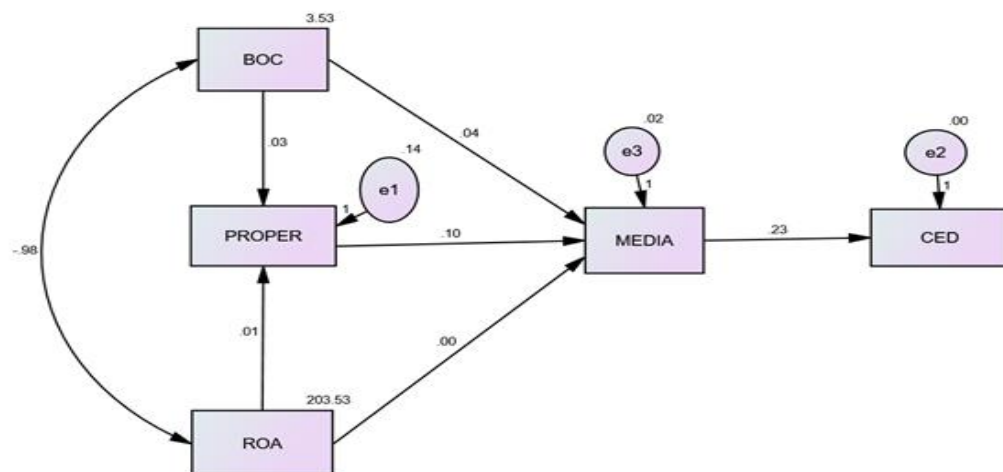 3.53
BOC
.03
.04
.14
e1
1
.02
e3
1
.00
e2
1
PROPER
.10
MEDIA
.23
CED
-.98
.01
.00
203.53
ROA